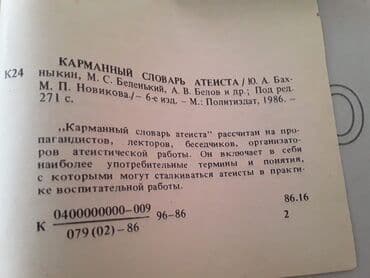 КАРМАННЫЙ СЛОВАРЬ АТЕИСТА/Ю. А. Бах-
К24 ныкин, М. С. Беленький, А. В. Белов и др.; Под ред.
М. П. Новикова./– 6-е изд. – М.: Политиздат, 1986. –
271 с.
„Карманный словарь атеиста" рассчитан на про-
пагандистов, лекторов, беседчиков, организато-
ров атеистической работы. Он включает в себя
наиболее употребительные термины и понятия,
с которыми могут сталкиваться атеисты в практи-
ке воспитательной работы.
0400000000–009
К 96–86
079 (02) – 86
86.16
2